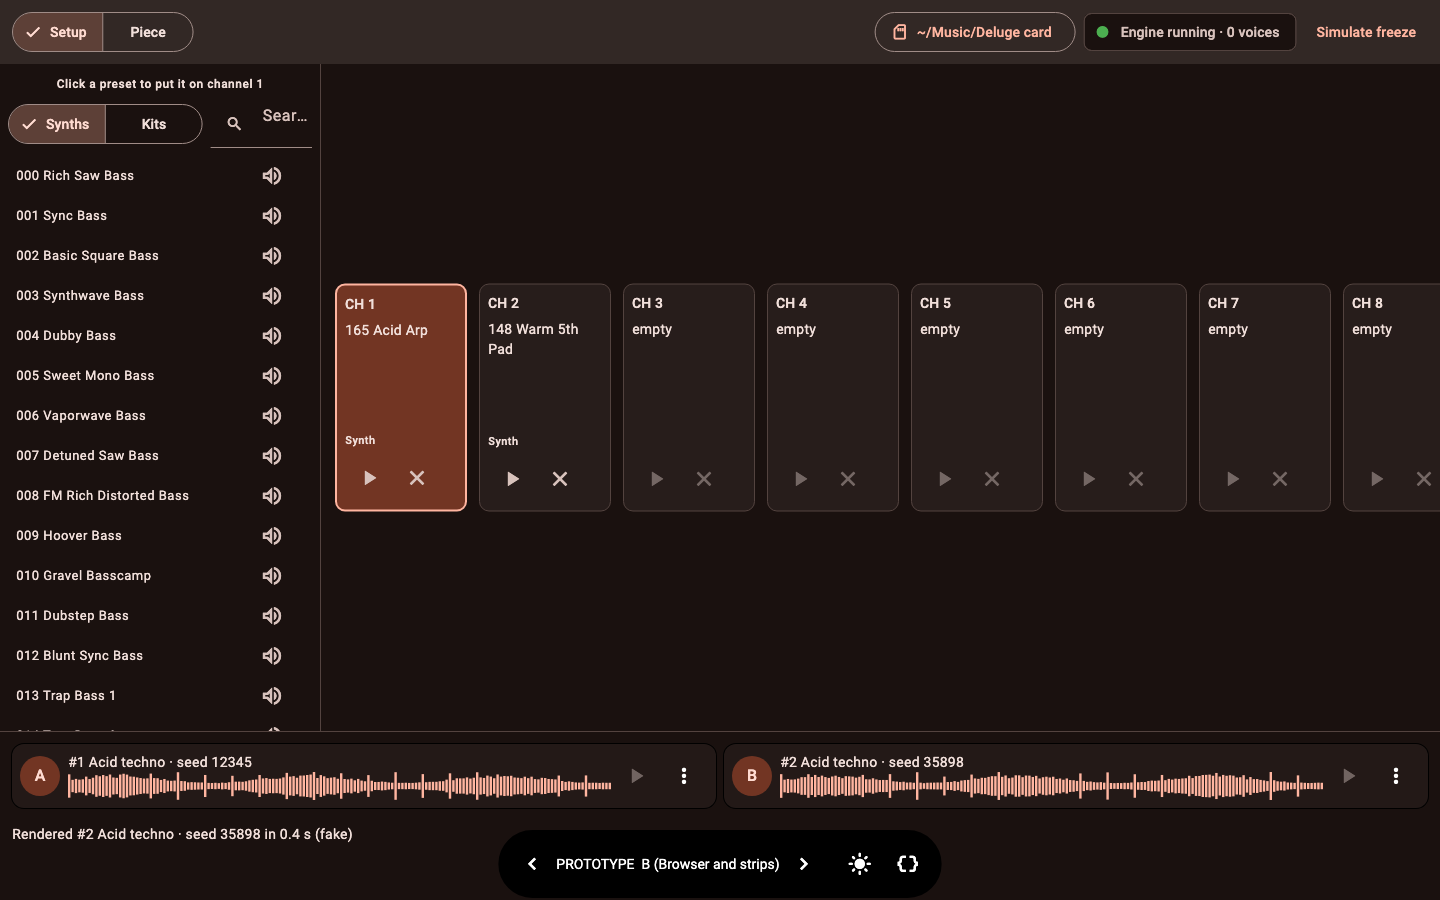 Setup
Piece
~/Music/Deluge card
Engine running · 0 voices
Simulate freeze
Click a preset to put it on channel 1
Synths
Kits
Sear...
000 Rich Saw Bass
001 Sync Bass
002 Basic Square Bass
003 Synthwave Bass
004 Dubby Bass
005 Sweet Mono Bass
006 Vaporwave Bass
007 Detuned Saw Bass
008 FM Rich Distorted Bass
009 Hoover Bass
010 Gravel Basscamp
011 Dubstep Bass
012 Blunt Sync Bass
013 Trap Bass 1
CH 1
165 Acid Arp
Synth
CH 2
148 Warm 5th
Pad
Synth
CH 3
empty
CH 4
empty
CH 5
empty
CH 6
empty
CH 7
empty
CH 8
empty
A
#1 Acid techno · seed 12345
B
#2 Acid techno · seed 35898
Rendered #2 Acid techno · seed 35898 in 0.4 s (fake)
PROTOTYPE B (Browser and strips)